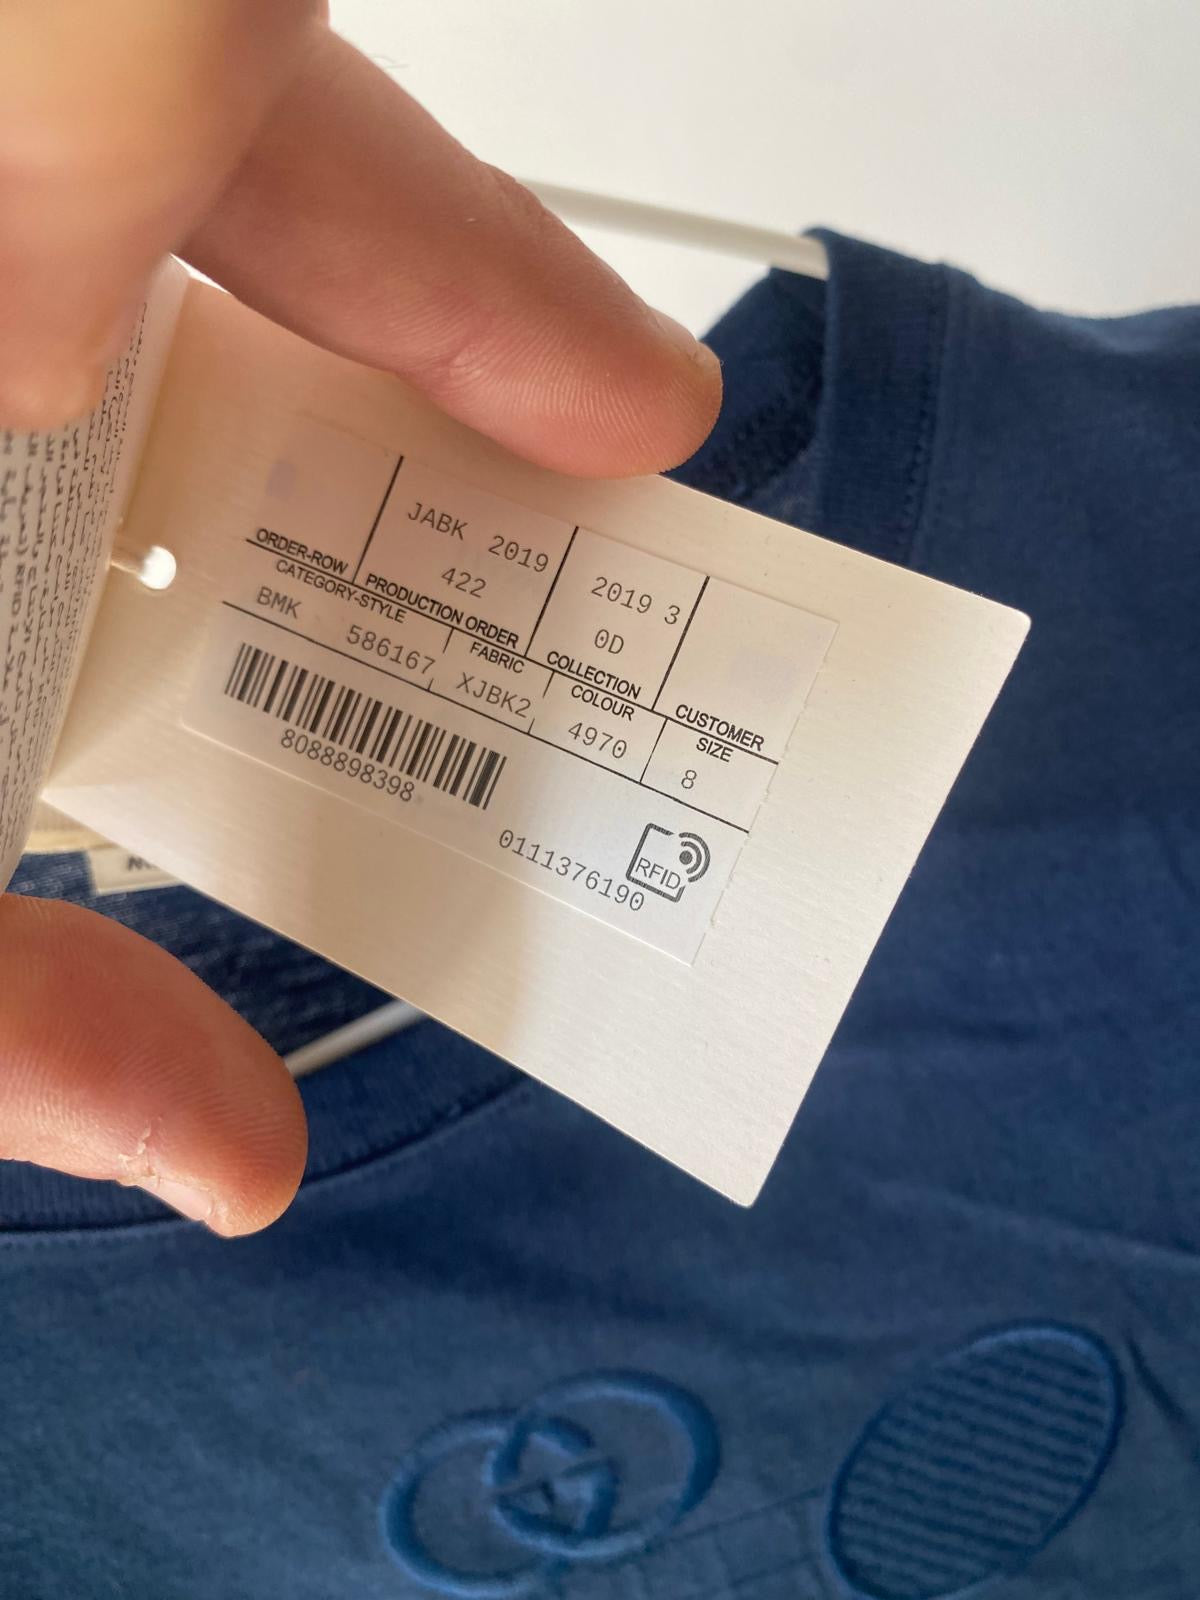 JABK 2019
422
2019 3
0D
ORDER-ROW
PRODUCTION ORDER
COLLECTION
CUSTOMER
CATEGORY-STYLE
FABRIC
COLOUR
SIZE
BMK 586167
XJBK2
4970
8
8088898398
0111376190
RFID